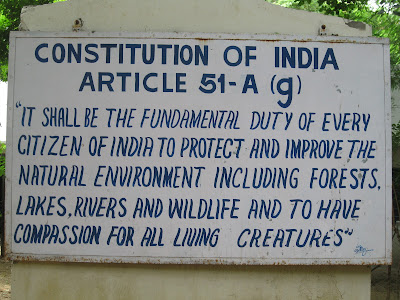 CONSTITUTION OF INDIA
ARTICLE 51-A (g)
"IT SHALL BE THE FUNDAMENTAL DUTY OF EVERY
CITIZEN OF INDIA TO PROTECT AND IMPROVE THE
NATURAL ENVIRONMENT INCLUDING FORESTS,
LAKES, RIVERS AND WILDLIFE AND TO HAVE
COMPASSION FOR ALL LIVING CREATURES"